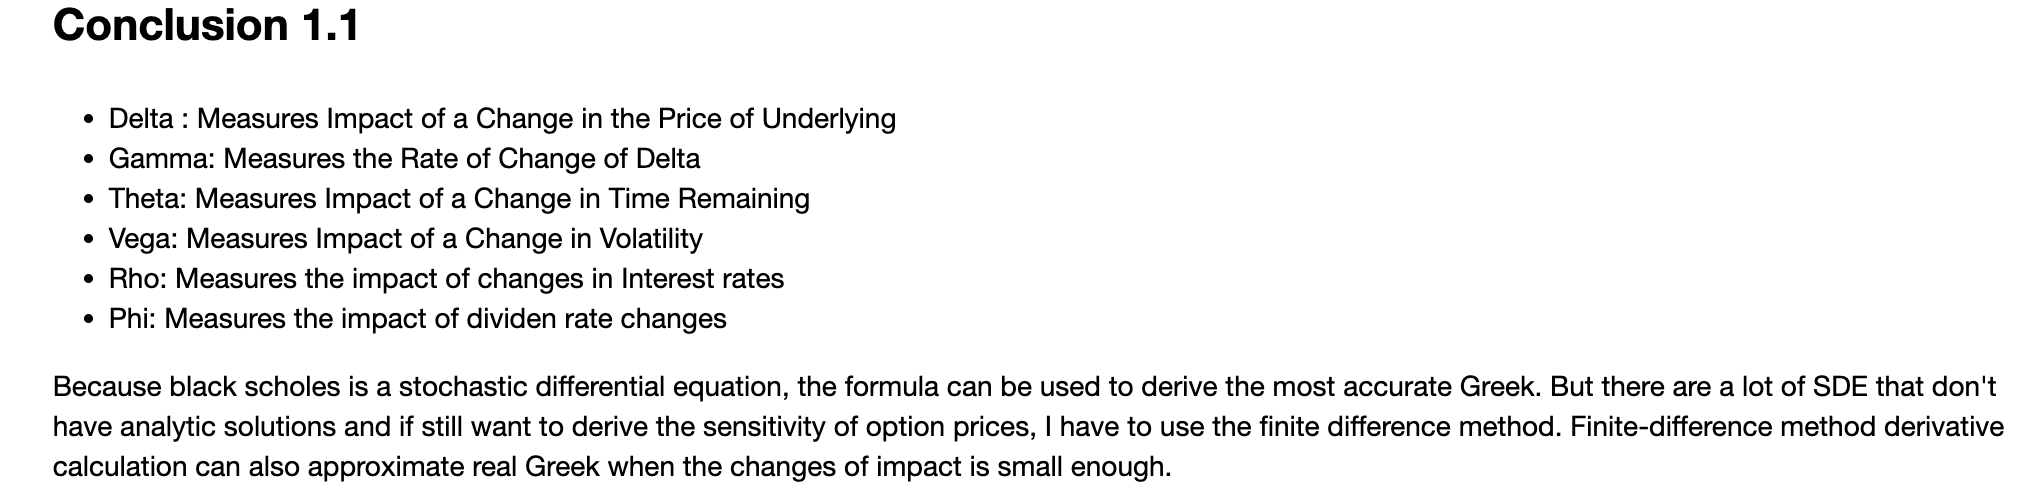 Conclusion 1.1
• Delta : Measures Impact of a Change in the Price of Underlying
• Gamma: Measures the Rate of Change of Delta
• Theta: Measures Impact of a Change in Time Remaining
• Vega: Measures Impact of a Change in Volatility
• Rho: Measures the impact of changes in Interest rates
• Phi: Measures the impact of dividen rate changes
Because black scholes is a stochastic differential equation, the formula can be used to derive the most accurate Greek. But there are a lot of SDE that don't
have analytic solutions and if still want to derive the sensitivity of option prices, I have to use the finite difference method. Finite-difference method derivative
calculation can also approximate real Greek when the changes of impact is small enough.